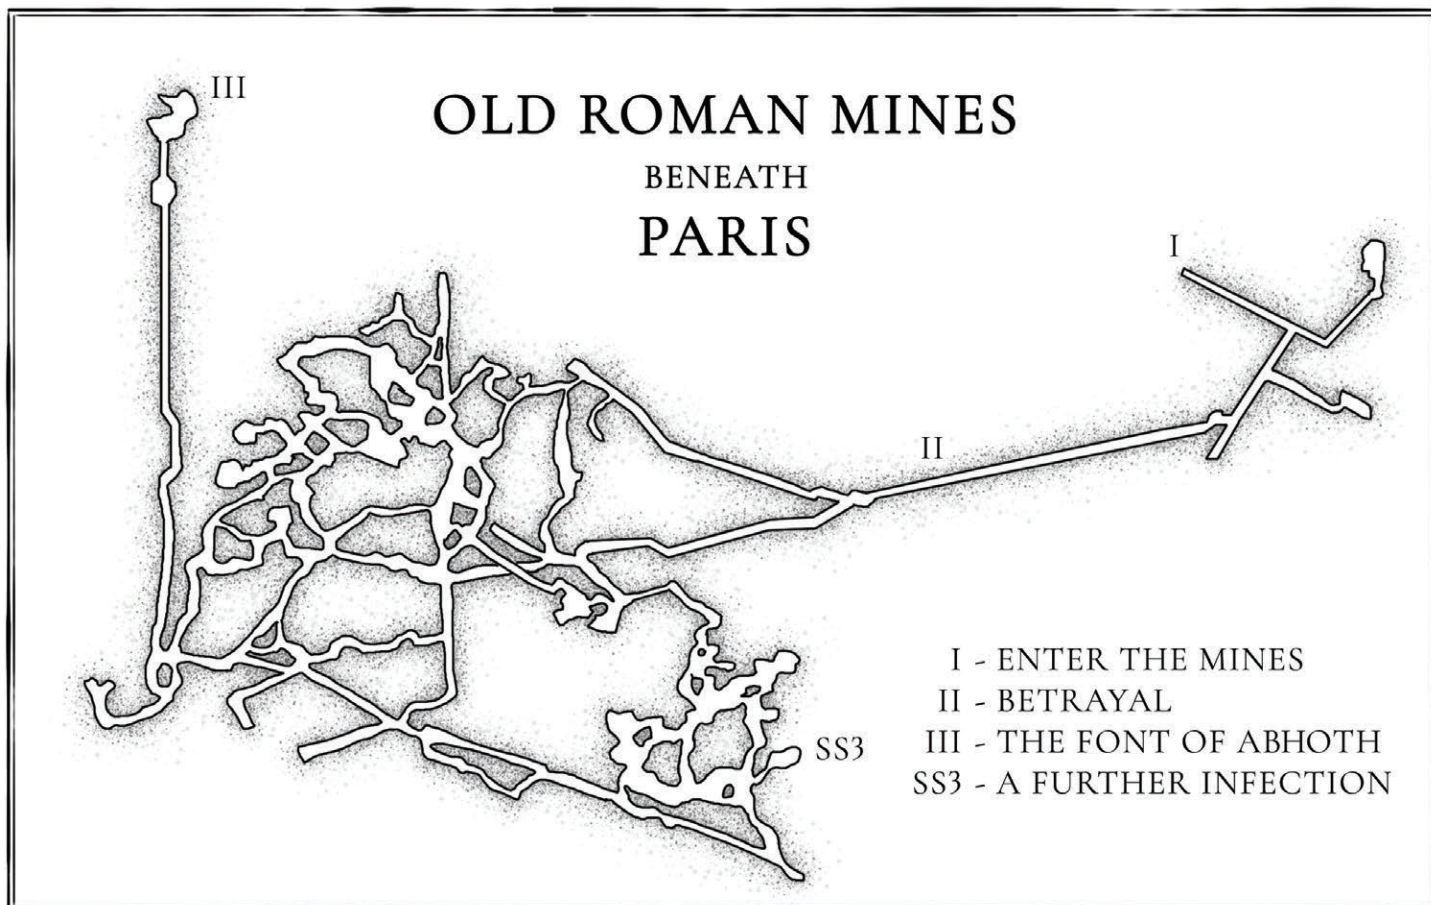 III
OLD ROMAN MINES
BENEATH
PARIS
I
II
SS3
I - ENTER THE MINES
II - BETRAYAL
III - THE FONT OF ABHOTH
SS3 - A FURTHER INFECTION